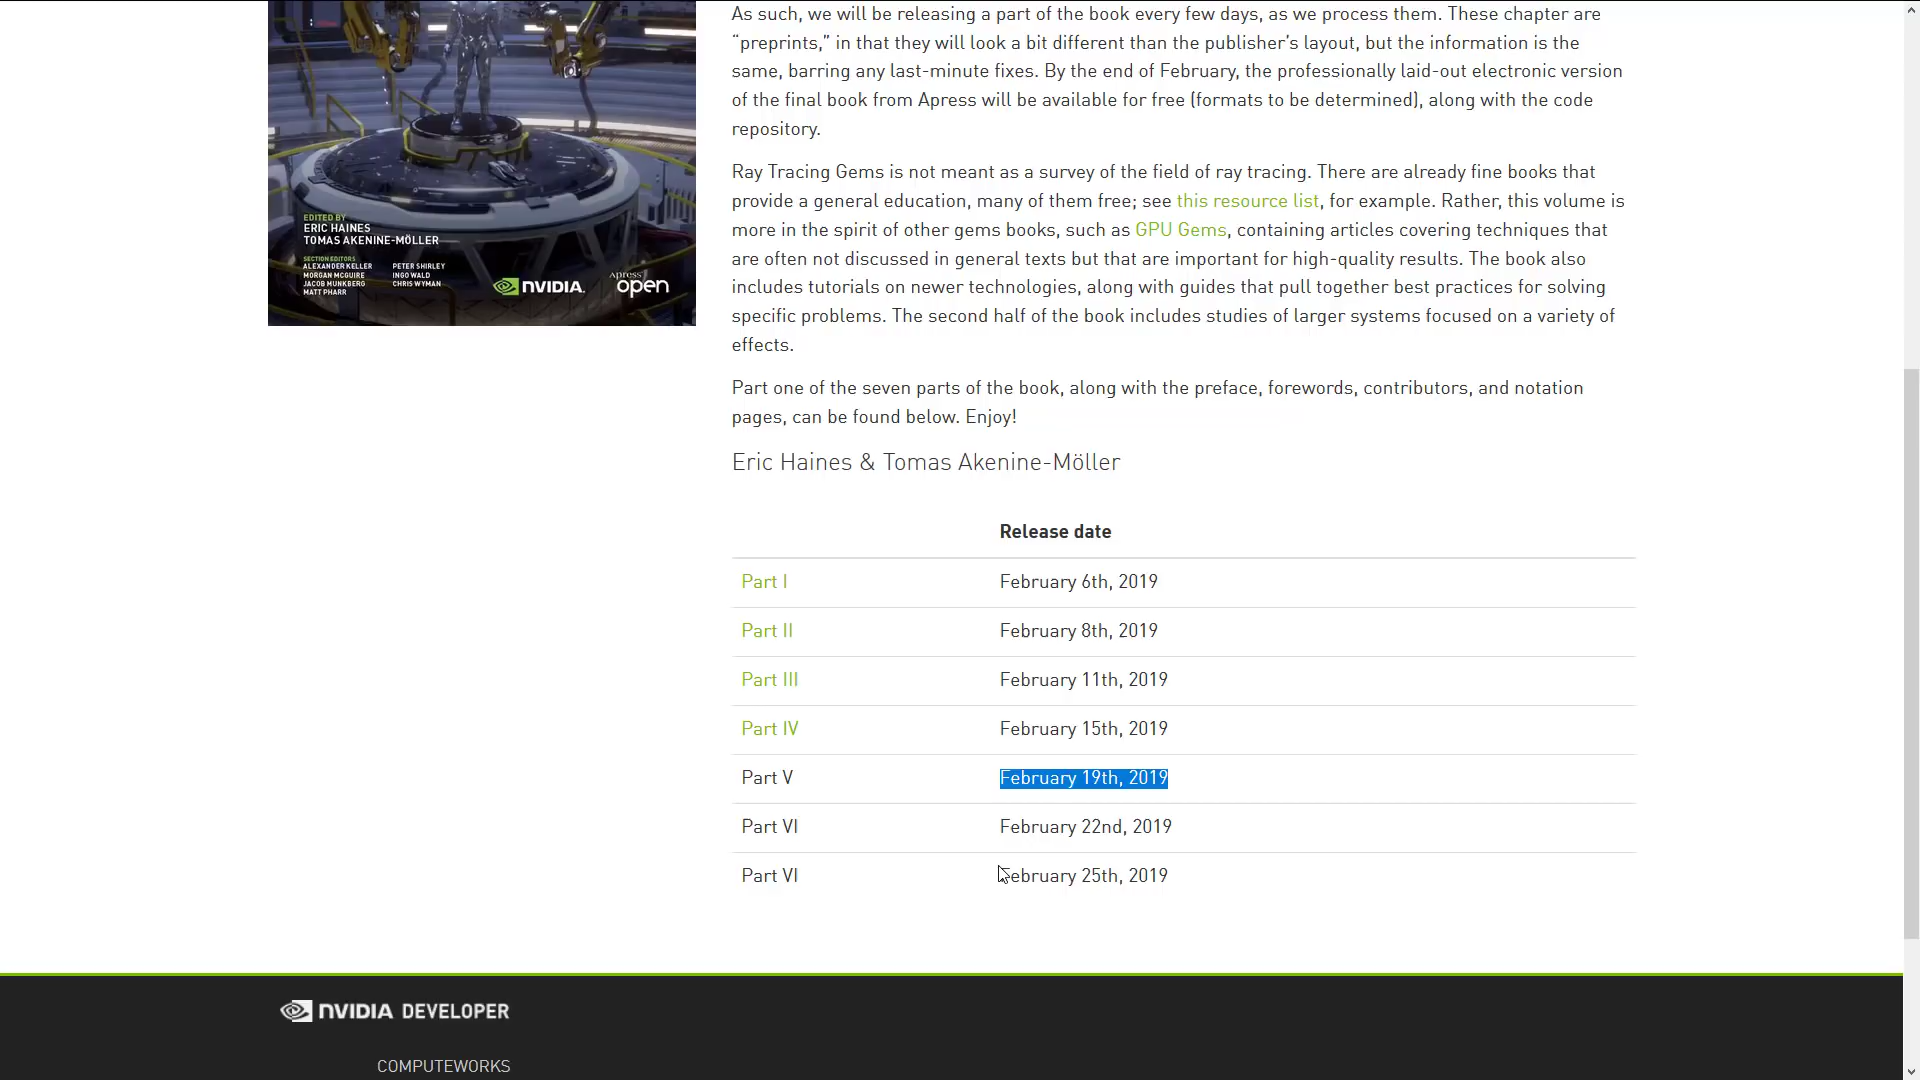 As such, we will be releasing a part of the book every few days, as we process them. These chapter are
“preprints,” in that they will look a bit different than the publisher’s layout, but the information is the
same, barring any last-minute fixes. By the end of February, the professionally laid-out electronic version
of the final book from Apress will be available for free (formats to be determined), along with the code
repository.
Ray Tracing Gems is not meant as a survey of the field of ray tracing. There are already fine books that
provide a general education, many of them free; see this resource list, for example. Rather, this volume is
more in the spirit of other gems books, such as GPU Gems, containing articles covering techniques that
are often not discussed in general texts but that are important for high-quality results. The book also
includes tutorials on newer technologies, along with guides that pull together best practices for solving
specific problems. The second half of the book includes studies of larger systems focused on a variety of
effects.
Part one of the seven parts of the book, along with the preface, forewords, contributors, and notation
pages, can be found below. Enjoy!
Eric Haines & Tomas Akenine-Möller
EDITED BY
ERIC HAINES
TOMAS AKENINE-MÖLLER
SECTION EDITORS
ALEXANDER KELLER PETER SHIRLEY
MORGAN MCGUIRE INGO WALD
JACOB MUNKBERG CHRIS WYMAN
MATT PHARR
NVIDIA.
Apress
open
Release date
Part I February 6th, 2019
Part II February 8th, 2019
Part III February 11th, 2019
Part IV February 15th, 2019
Part V February 19th, 2019
Part VI February 22nd, 2019
Part VI February 25th, 2019
NVIDIA DEVELOPER
COMPUTEWORKS